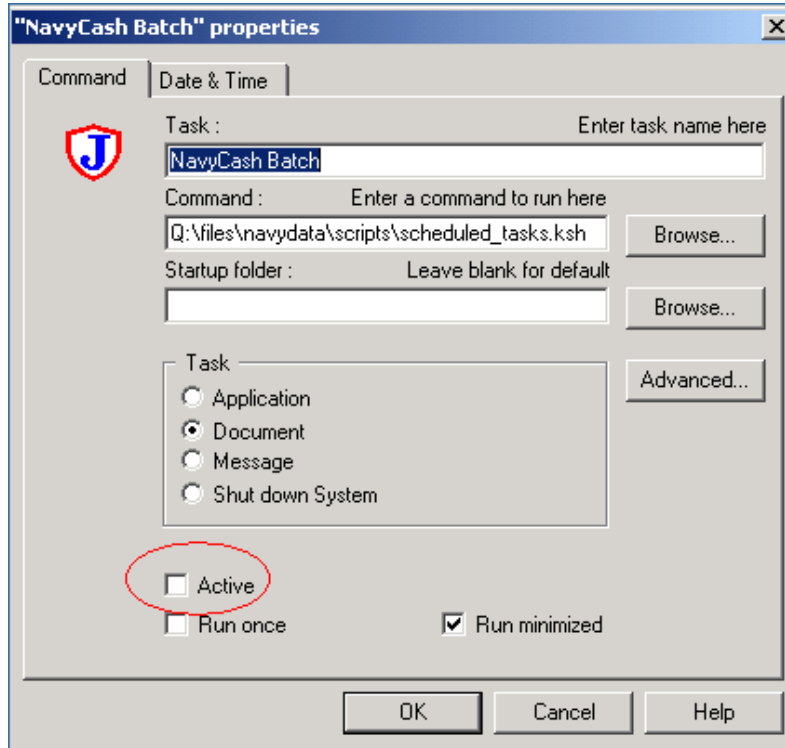 "NavyCash Batch" properties
Command
Date & Time
Task :
Enter task name here
J
NavyCash Batch
Command :
Enter a command to run here
Q:\files\navydata\scripts\scheduled_tasks.ksh
Browse...
Startup folder :
Leave blank for default
Browse...
Task
Advanced...
Application
Document
Message
Shut down System
Active
Run once
Run minimized
OK
Cancel
Help